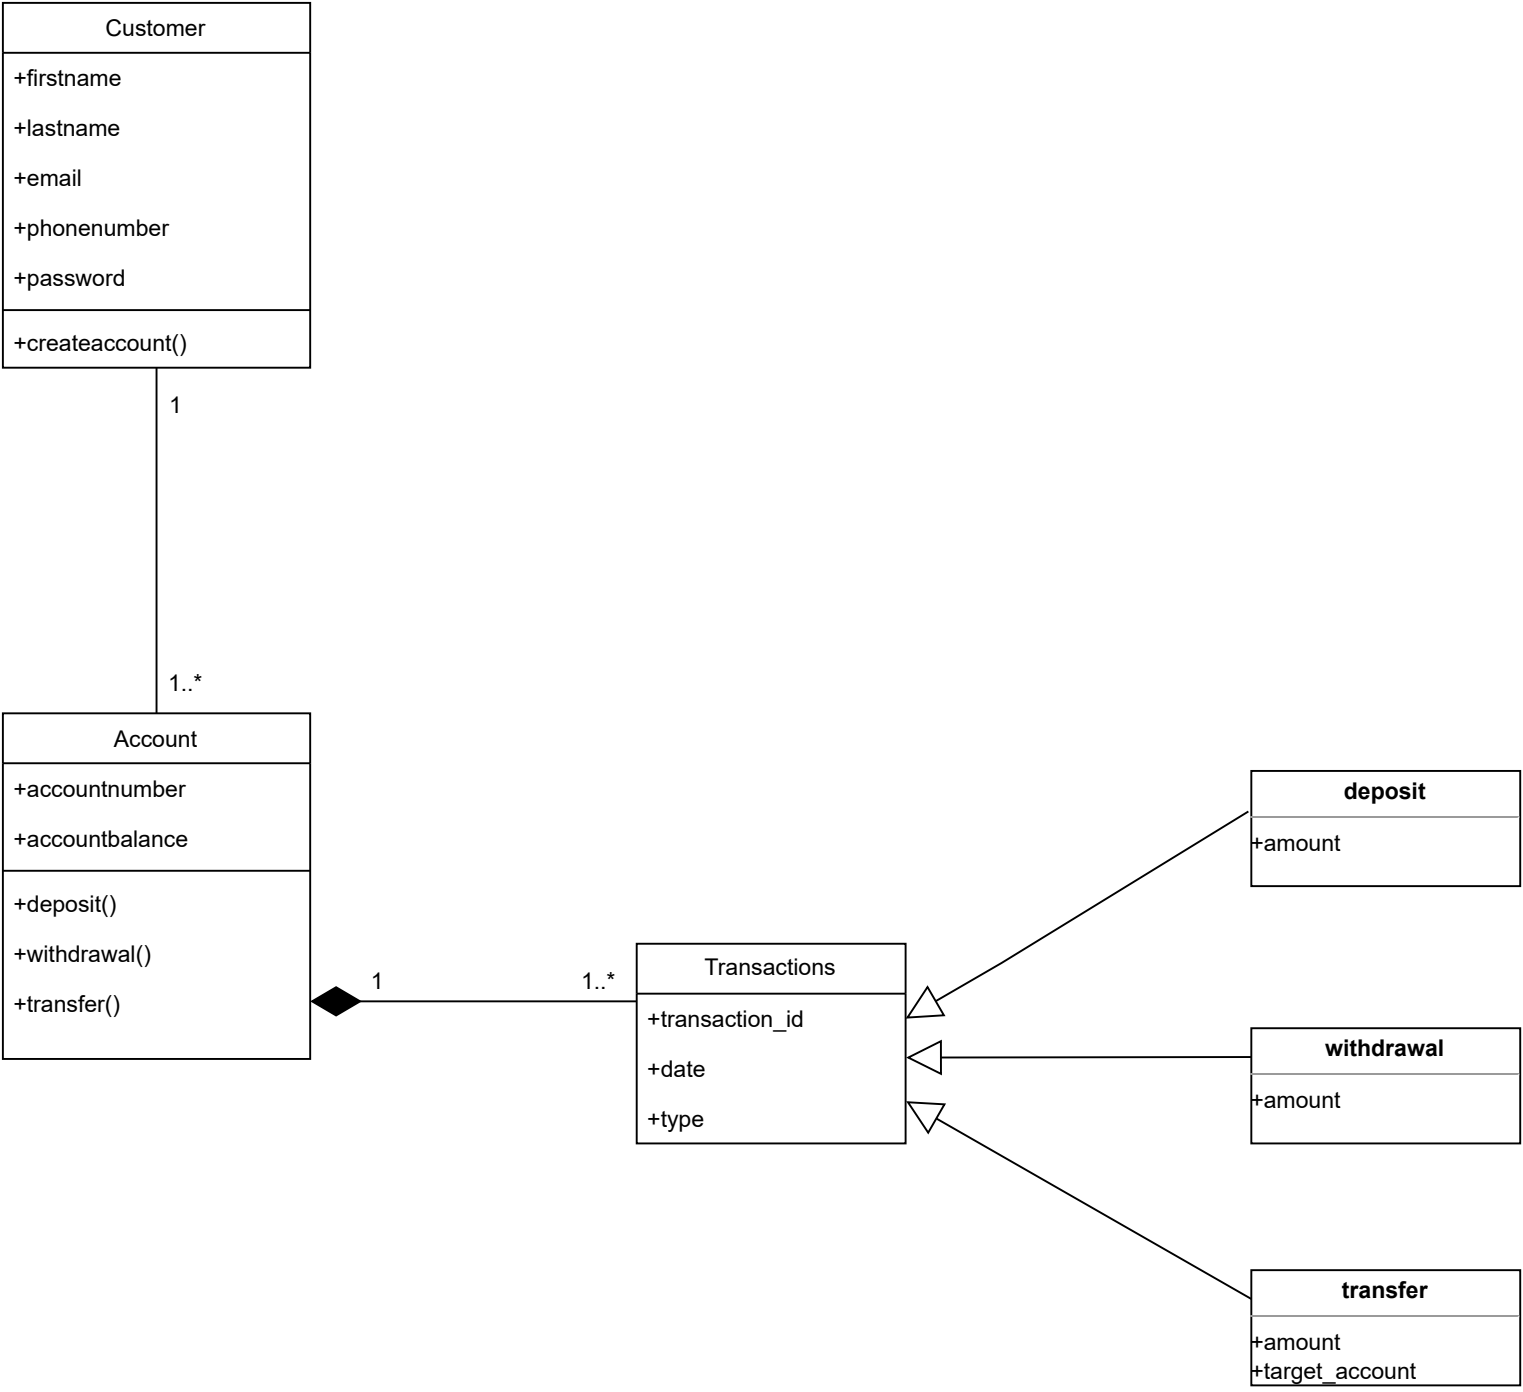 Customer
+firstname
+lastname
+email
+phonenumber
+password
+createaccount()
1
1..*
Account
+accountnumber
+accountbalance
+deposit()
+withdrawal()
+transfer()
1
1..*
Transactions
+transaction_id
+date
+type
deposit
+amount
withdrawal
+amount
transfer
+amount
+target_account